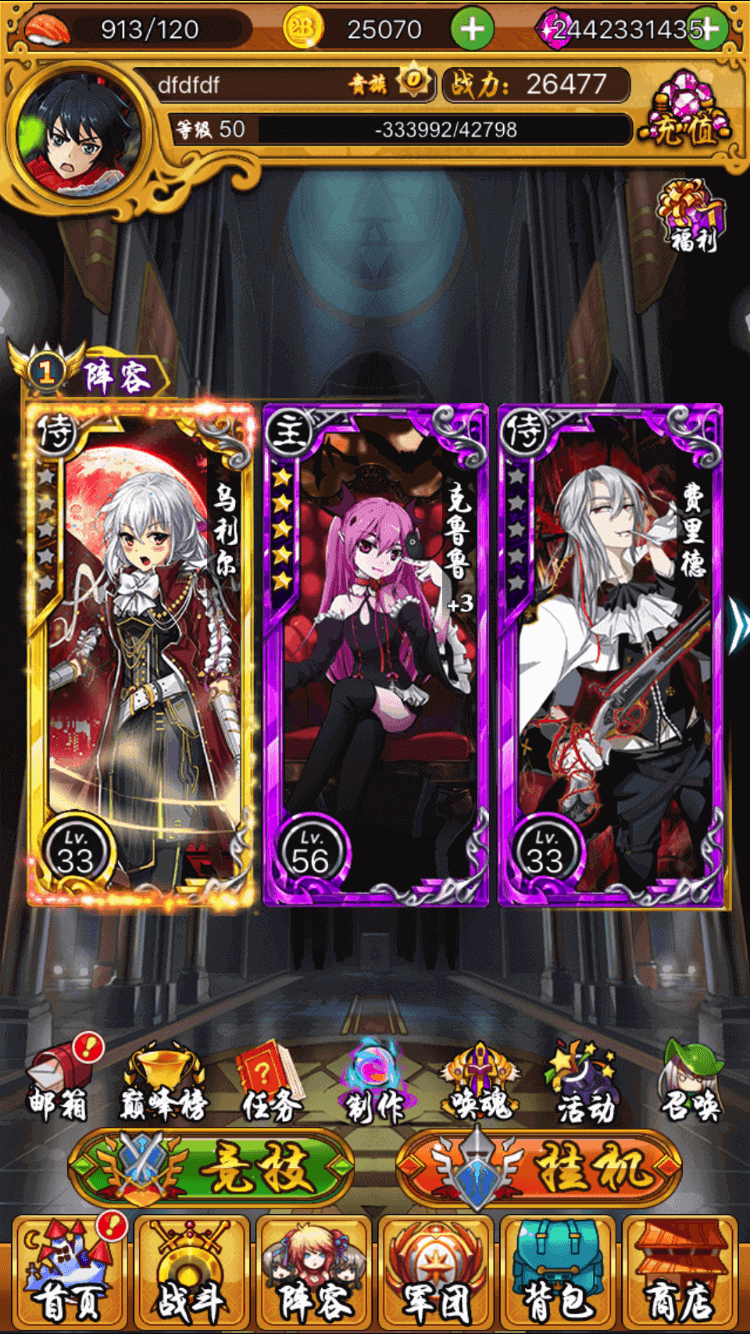 913/120 25070 2442331435
dfdfdf 贵族 0 战力: 26477
充值
等级 50 -333992/42798
福利
1 阵容
侍 主 侍
乌利尔
克鲁鲁
+3
费里德
Lv. 33
Lv. 56
Lv. 33
邮箱 巅峰榜 任务 制作 唤魂 活动 召唤
竞技 挂机
首页 战斗 阵容 军团 背包 商店